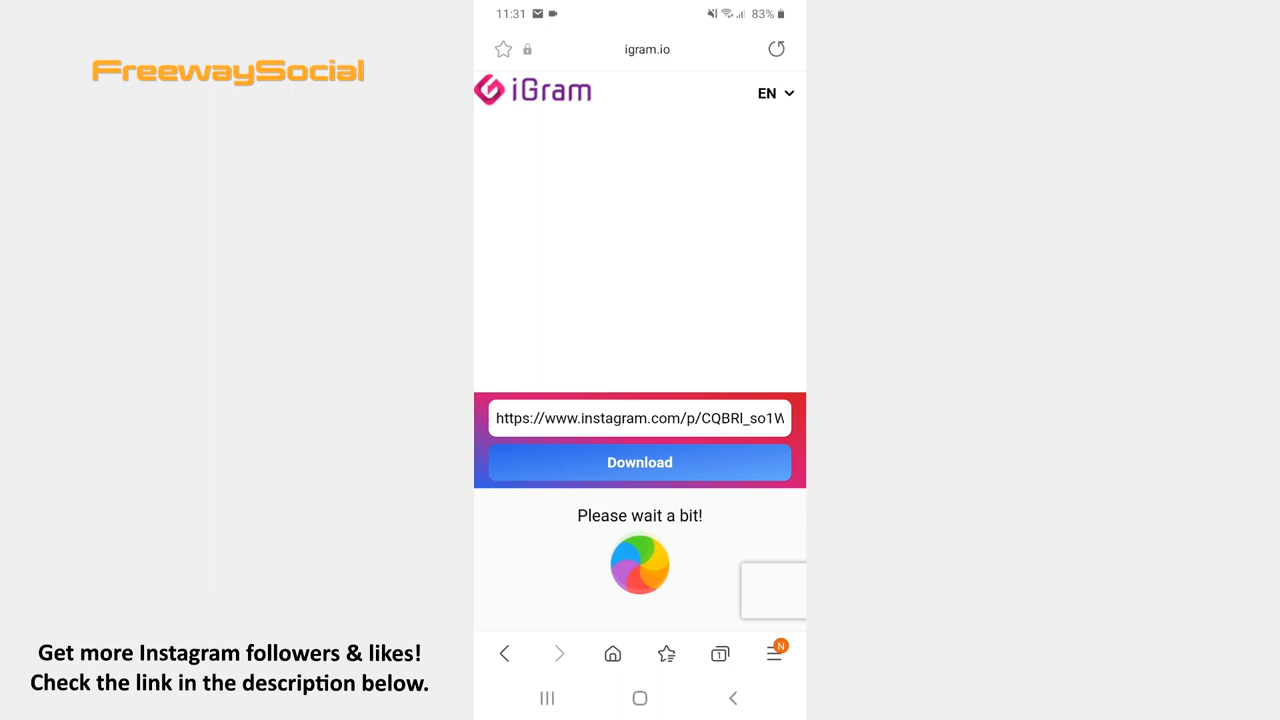 FreewaySocial
11:31
83%
igram.io
iGram
EN
https://www.instagram.com/p/CQBRl_so1W
Download
Please wait a bit!
1
N
Get more Instagram followers & likes!
Check the link in the description below.